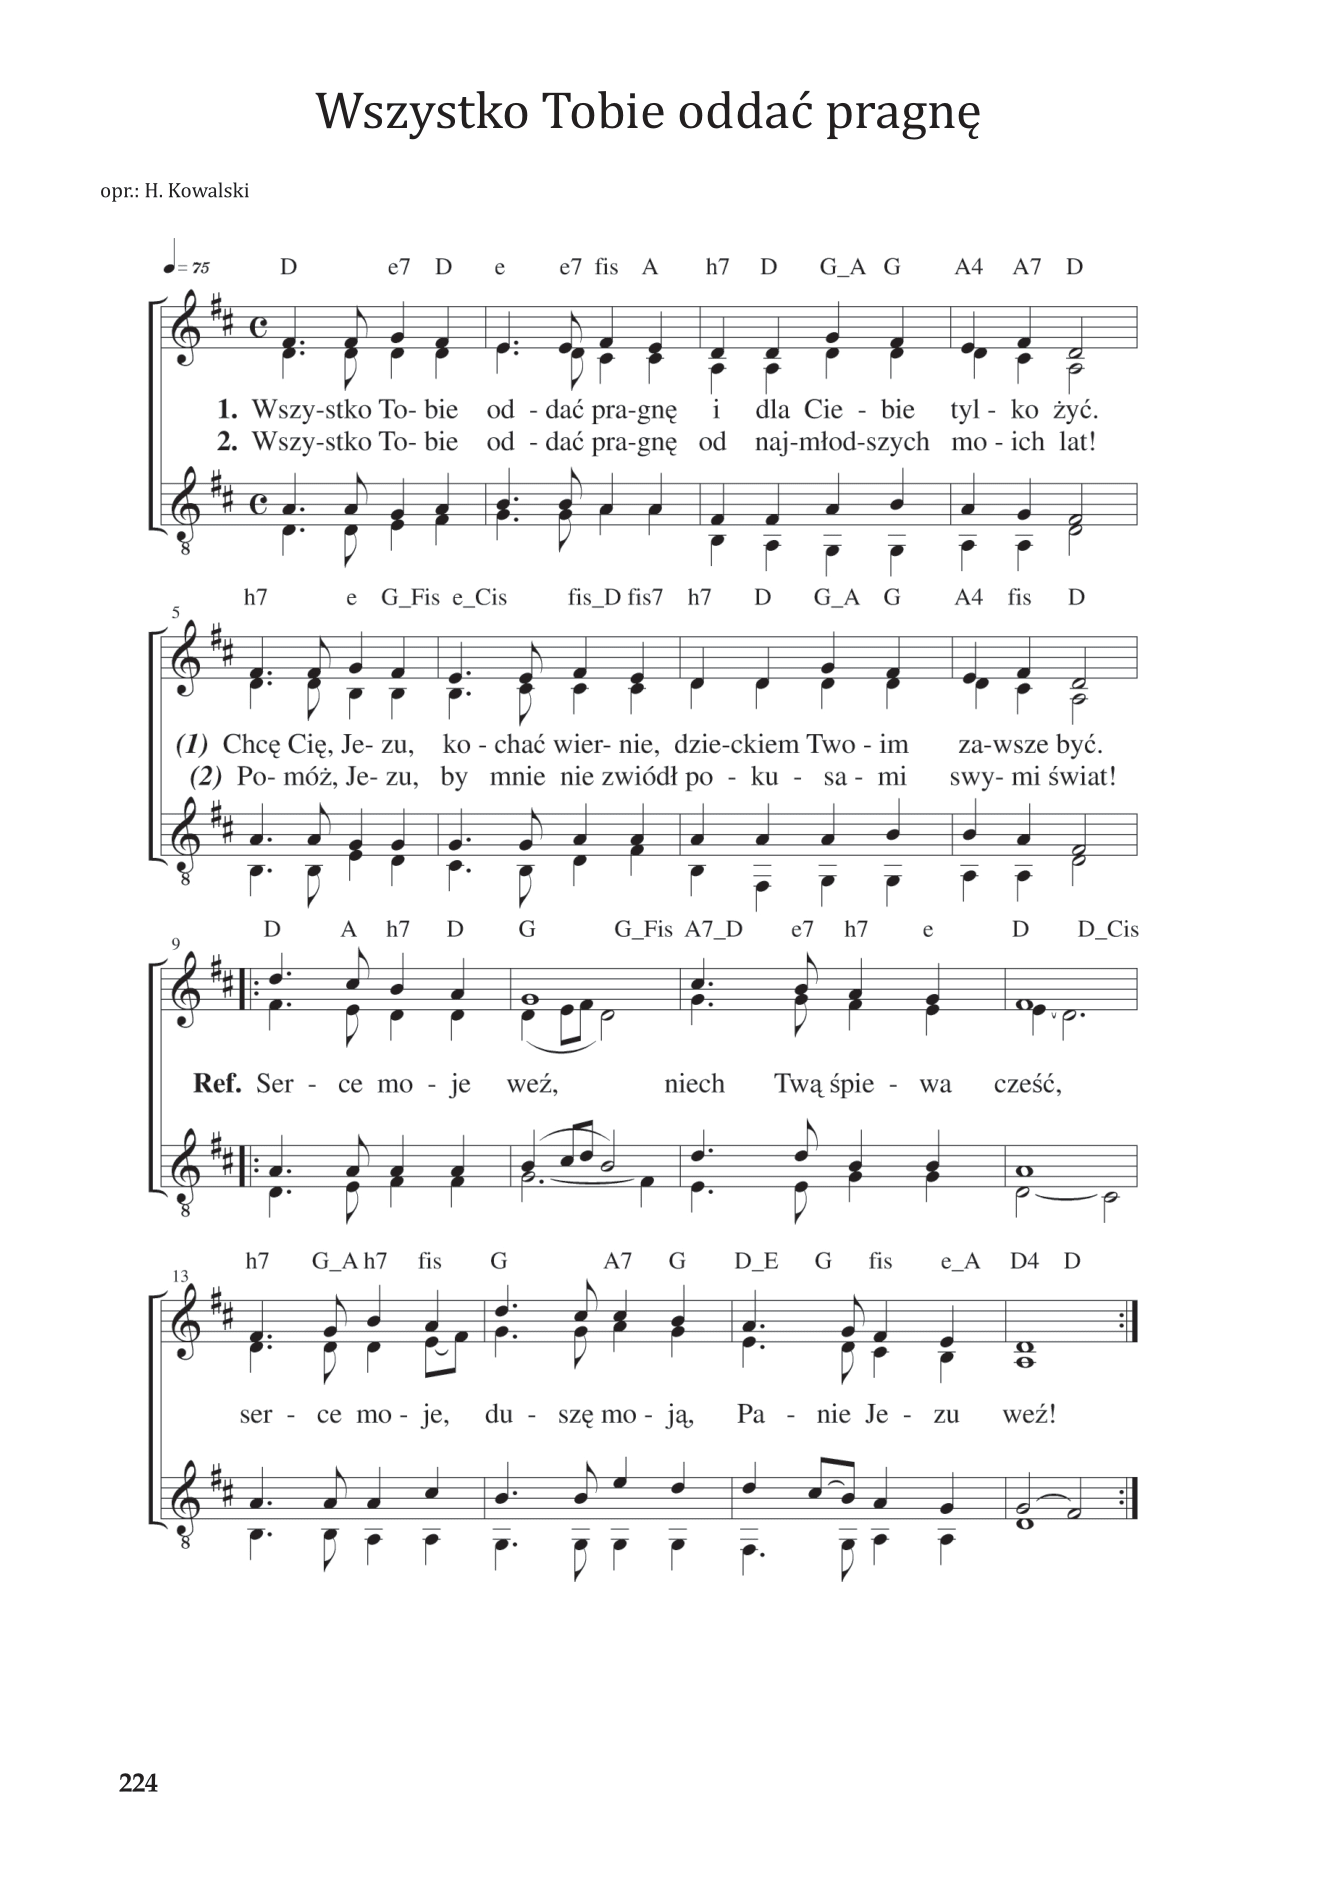 Wszystko Tobie oddać pragnę
opr.: H. Kowalski
= 75 D e7 D e e7 fis A h7 D G_A G A4 A7 D
1. Wszy-stko To- bie od - dać pra-gnę i dla Cie - bie tyl - ko żyć.
2. Wszy-stko To- bie od - dać pra-gnę od naj-młod-szych mo - ich lat!
8
h7 e G_Fis e_Cis fis_D fis7 h7 D G_A G A4 fis D
5
(1) Chcę Cię, Je- zu, ko - chać wier- nie, dzie-ckiem Two - im za-wsze być.
(2) Po- móż, Je- zu, by mnie nie zwiódł po - ku - sa - mi swy- mi świat!
8
D A h7 D G G_Fis A7_D e7 h7 e D D_Cis
9
Ref. Ser - ce mo - je weź, niech Twą śpie - wa cześć,
8
h7 G_A h7 fis G A7 G D_E G fis e_A D4 D
13
ser - ce mo - je, du - szę mo - ją, Pa - nie Je - zu weź!
8
224